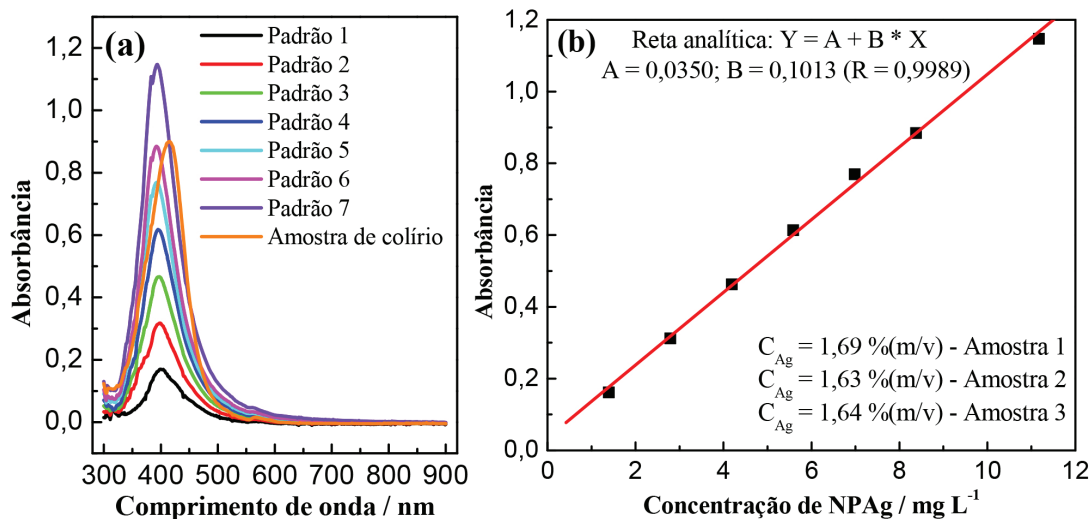 (a)
Padrão 1
Padrão 2
Padrão 3
Padrão 4
Padrão 5
Padrão 6
Padrão 7
Amostra de colírio
1,2
1,0
0,8
0,6
0,4
0,2
0,0
Absorbância
300 400 500 600 700 800 900
Comprimento de onda / nm
(b)
Reta analítica: Y = A + B * X
A = 0,0350; B = 0,1013 (R = 0,9989)
C_Ag = 1,69 %(m/v) - Amostra 1
C_Ag = 1,63 %(m/v) - Amostra 2
C_Ag = 1,64 %(m/v) - Amostra 3
1,2
1,0
0,8
0,6
0,4
0,2
0,0
Absorbância
0 2 4 6 8 10 12
Concentração de NPAg / mg L⁻¹